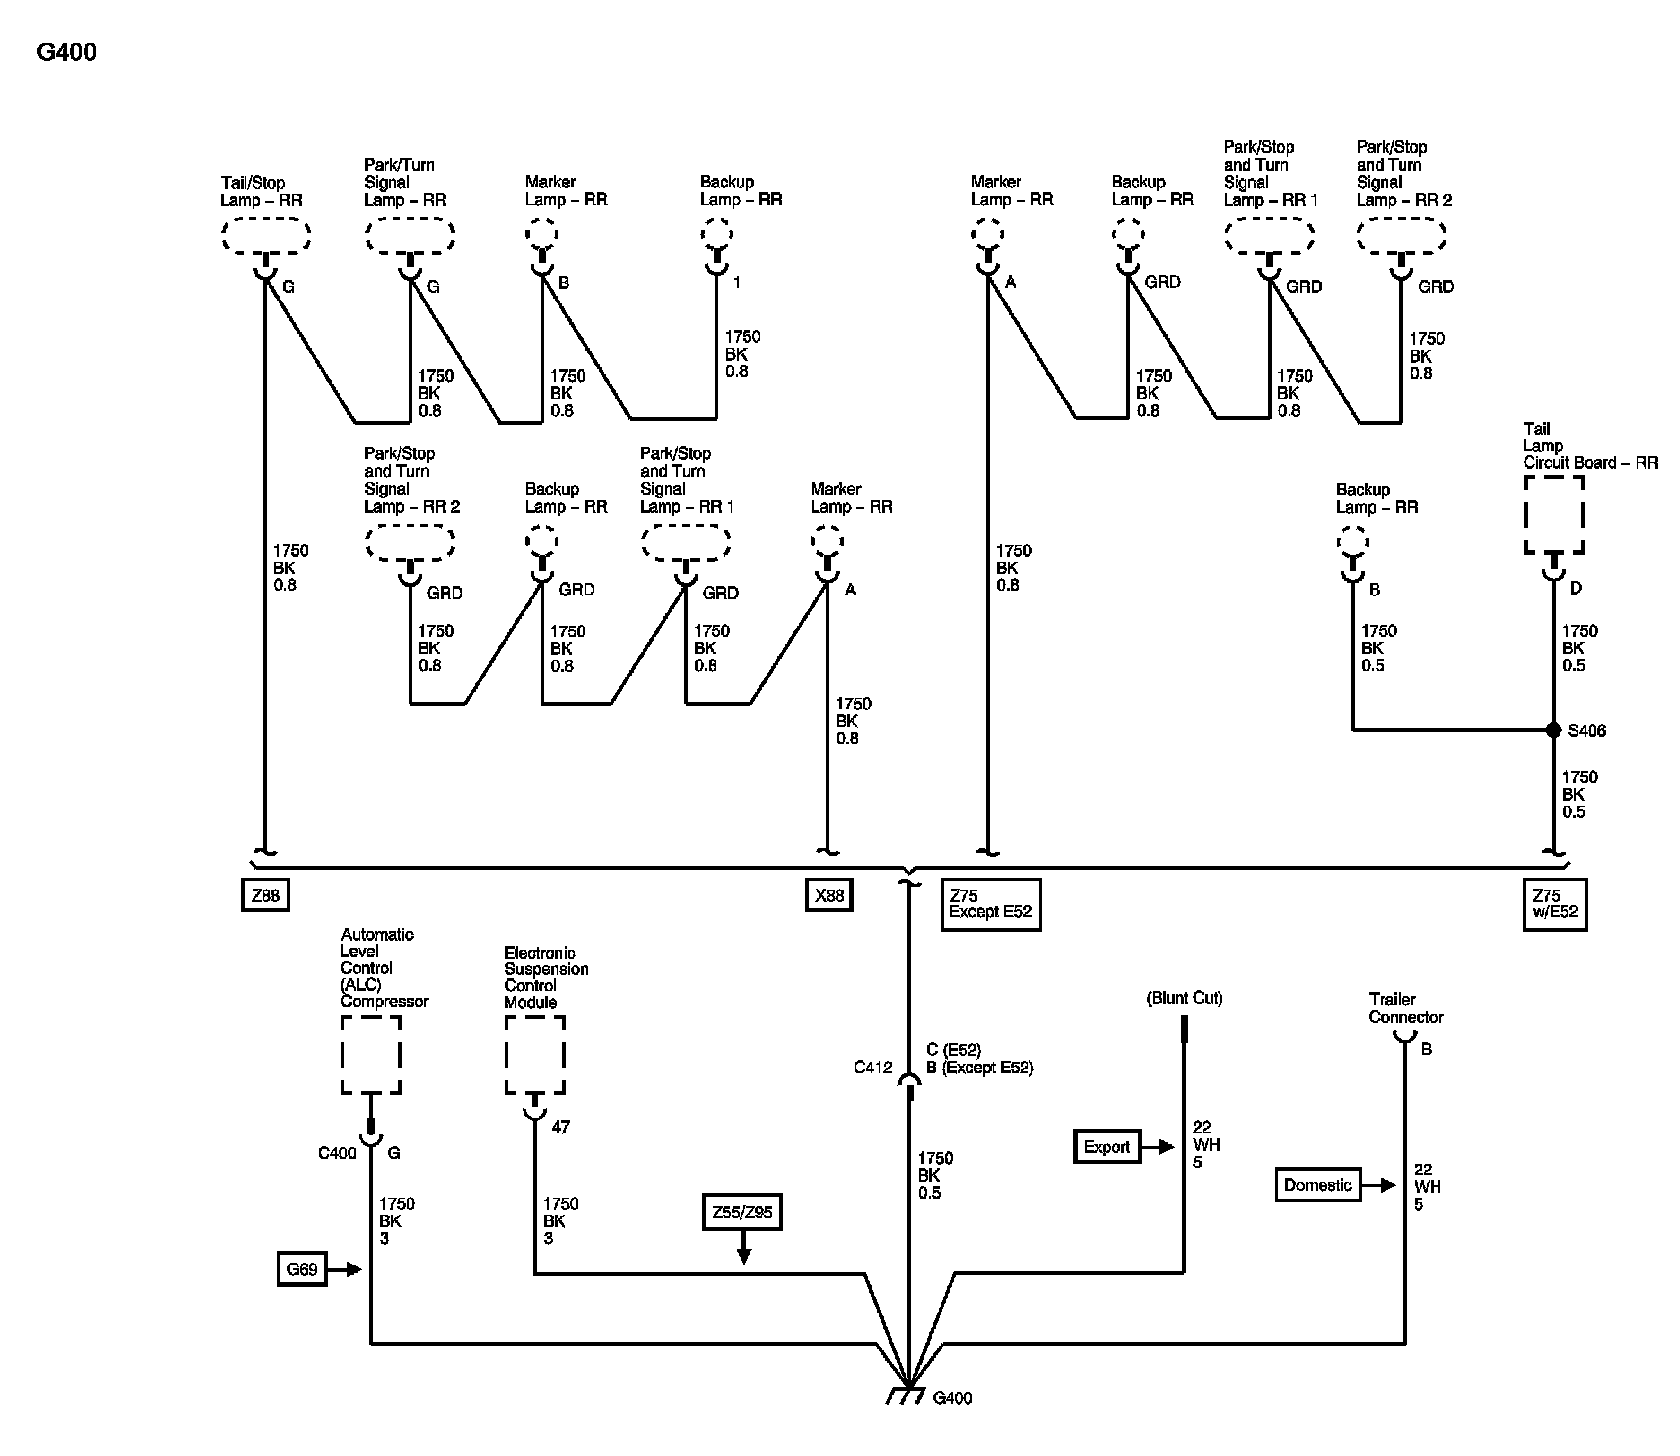 G400
Tail/Stop
Lamp – RR
G
Park/Turn
Signal
Lamp – RR
G
Marker
Lamp – RR
B
Backup
Lamp – RR
1
1750
BK
0.8
1750
BK
0.8
1750
BK
0.8
Marker
Lamp – RR
A
Backup
Lamp – RR
GRD
Park/Stop
and Turn
Signal
Lamp – RR 1
GRD
Park/Stop
and Turn
Signal
Lamp – RR 2
GRD
1750
BK
0.8
1750
BK
0.8
1750
BK
0.8
1750
BK
0.8
Park/Stop
and Turn
Signal
Lamp – RR 2
GRD
Backup
Lamp – RR
GRD
Park/Stop
and Turn
Signal
Lamp – RR 1
GRD
Marker
Lamp – RR
A
1750
BK
0.8
1750
BK
0.8
1750
BK
0.8
1750
BK
0.8
1750
BK
0.8
Backup
Lamp – RR
B
Tail
Lamp
Circuit Board – RR
D
1750
BK
0.5
1750
BK
0.5
S406
1750
BK
0.5
Z88
X88
Z75
Except E52
Z75
w/E52
Automatic
Level
Control
(ALC)
Compressor
C400
G
1750
BK
3
G69
Electronic
Suspension
Control
Module
47
1750
BK
3
Z55/Z95
C412
C (E52)
B (Except E52)
1750
BK
0.5
(Blunt Cut)
Export
22
WH
5
Trailer
Connector
B
Domestic
22
WH
5
G400